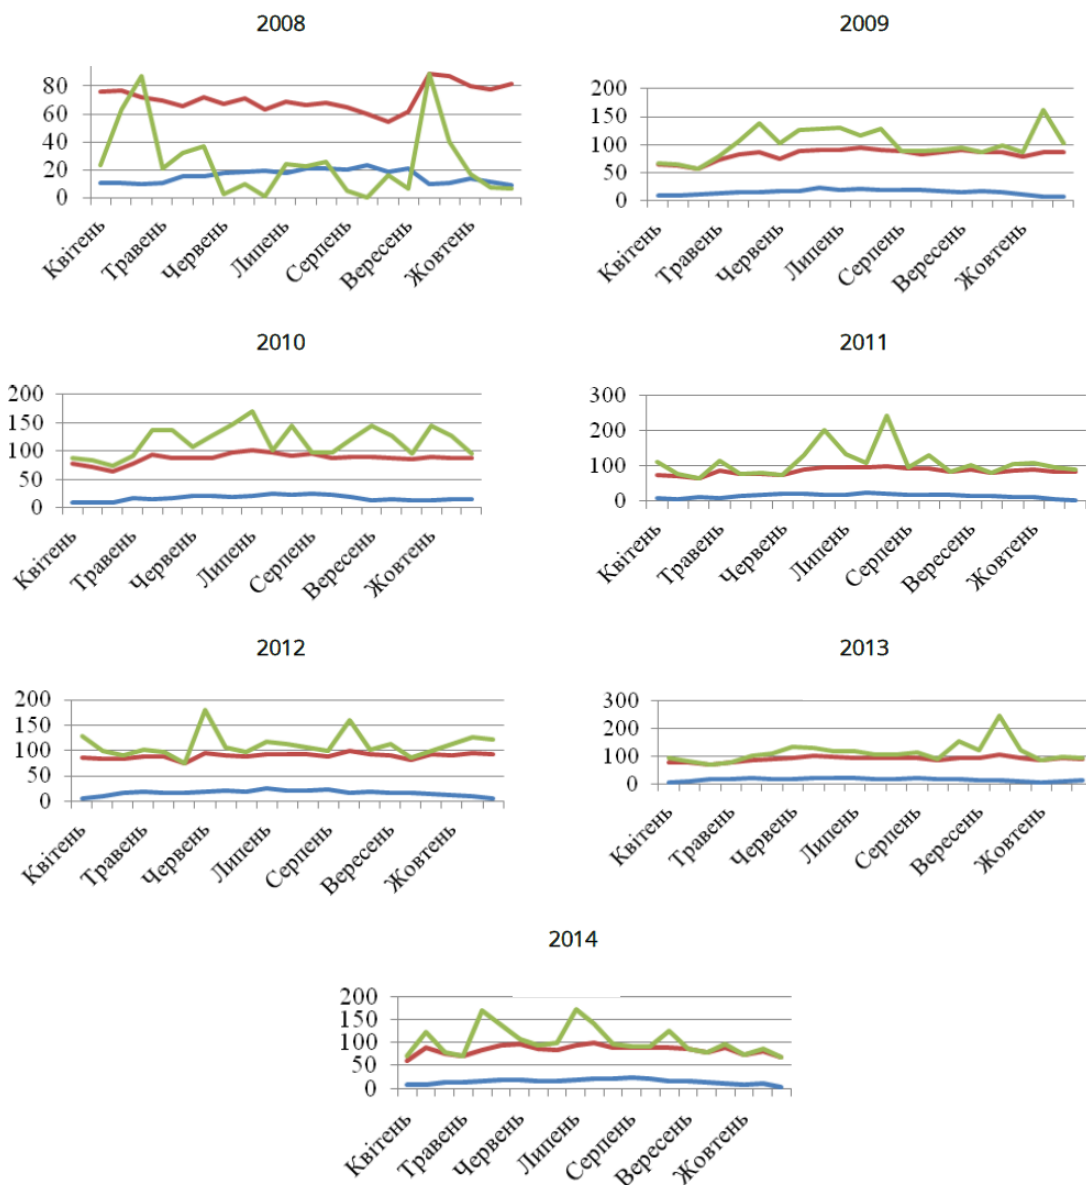 2008
80
60
40
20
0
Квітень
Травень
Червень
Липень
Серпень
Вересень
Жовтень
2009
200
150
100
50
0
Квітень
Травень
Червень
Липень
Серпень
Вересень
Жовтень
2010
200
150
100
50
0
Квітень
Травень
Червень
Липень
Серпень
Вересень
Жовтень
2011
300
200
100
0
Квітень
Травень
Червень
Липень
Серпень
Вересень
Жовтень
2012
200
150
100
50
0
Квітень
Травень
Червень
Липень
Серпень
Вересень
Жовтень
2013
300
200
100
0
Квітень
Травень
Червень
Липень
Серпень
Вересень
Жовтень
2014
200
150
100
50
0
Квітень
Травень
Червень
Липень
Серпень
Вересень
Жовтень